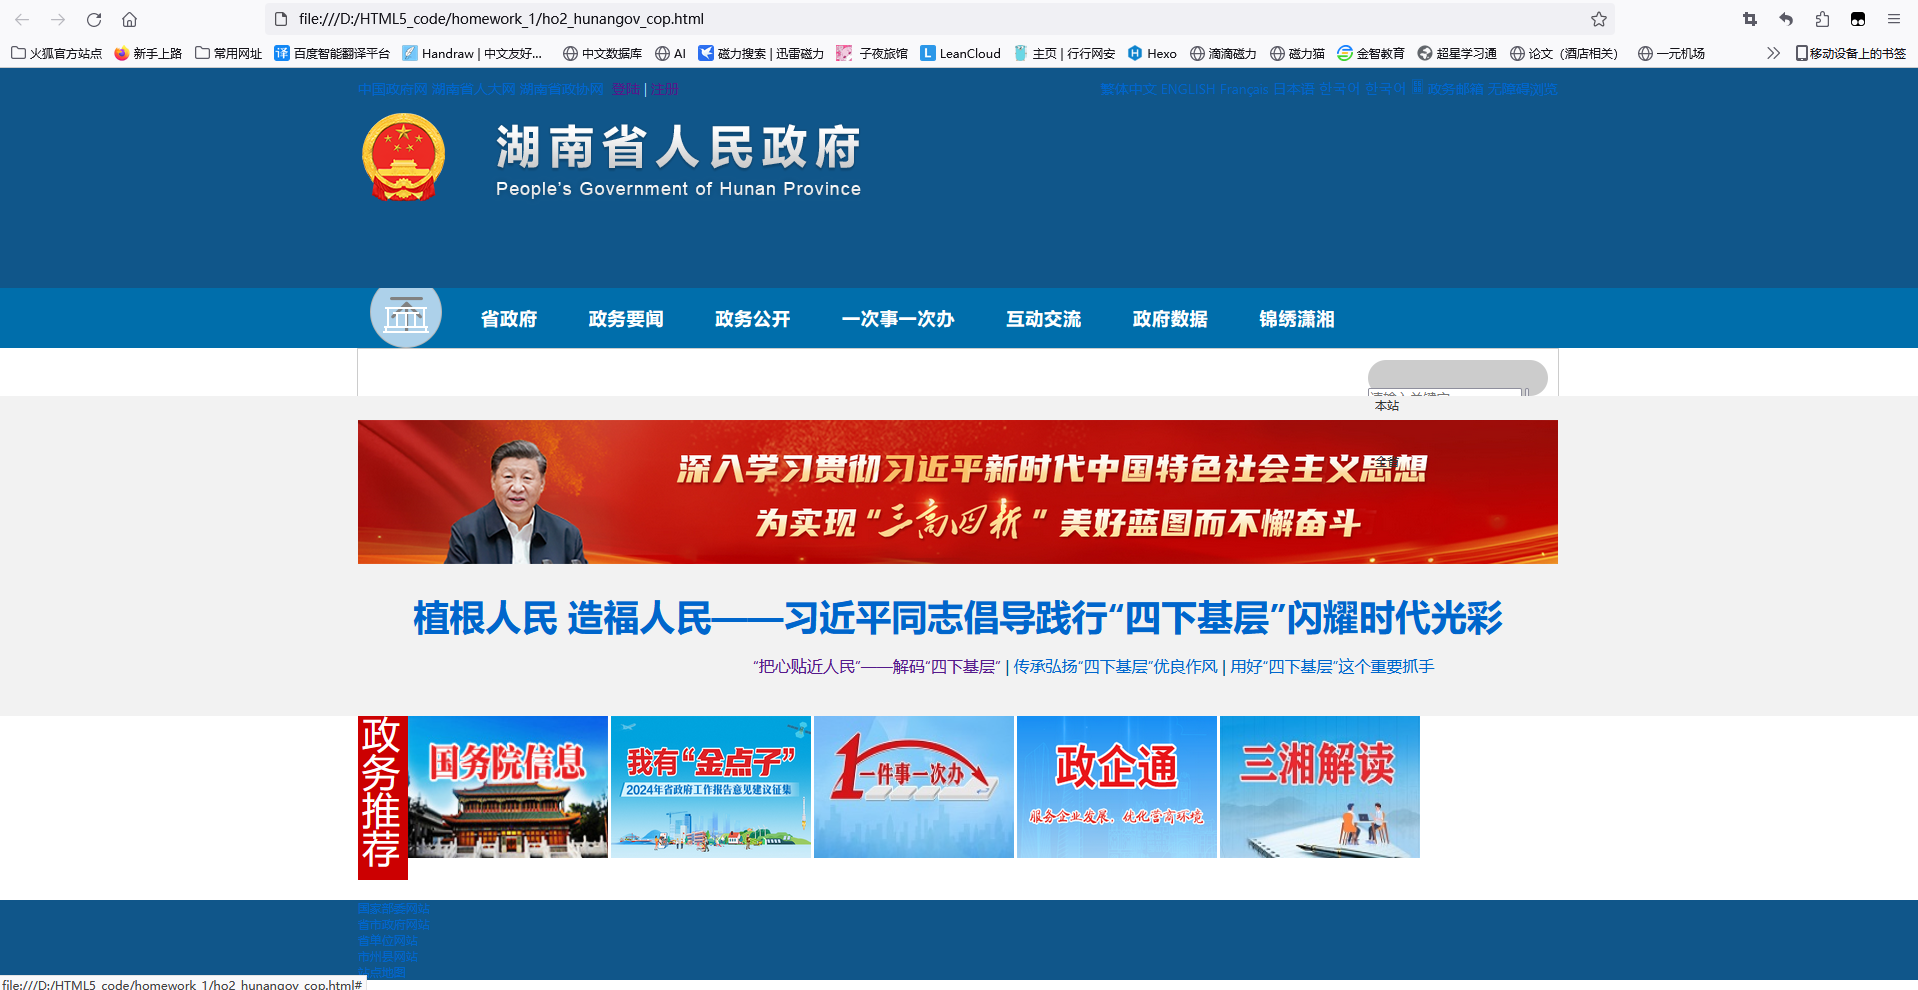 file:///D:/HTML5_code/homework_1/ho2_hunangov_cop.html
火狐官方站点 新手上路 常用网址 百度智能翻译平台 Handraw | 中文友好... 中文数据库 AI 磁力搜索 | 迅雷磁力 子夜旅馆 LeanCloud 主页 | 行行网安 Hexo 滴滴磁力 磁力猫 金智教育 超星学习通 论文（酒店相关） 一元机场 移动设备上的书签
中国政府网 湖南省人大网 湖南省政协网 登陆 | 注册 繁体中文 ENGLISH Français 日本语 한국어 한국어 政务邮箱 无障碍浏览
湖南省人民政府
People's Government of Hunan Province
省政府 政务要闻 政务公开 一次事一次办 互动交流 政府数据 锦绣潇湘
请输入关键字
本站
深入学习贯彻习近平新时代中国特色社会主义思想
全省
为实现“三高四新”美好蓝图而不懈奋斗
植根人民 造福人民——习近平同志倡导践行“四下基层”闪耀时代光彩
“把心贴近人民”——解码“四下基层” | 传承弘扬“四下基层”优良作风 | 用好“四下基层”这个重要抓手
政务推荐
国务院信息
我有“金点子”
2024年省政府工作报告意见建议征集
1一件事一次办
政企通
服务企业发展，优化营商环境
三湘解读
国家部委网站
省市政府网站
省单位网站
市州县网站
站点地图
file:///D:/HTML5_code/homework_1/ho2_hunangov_cop.html#